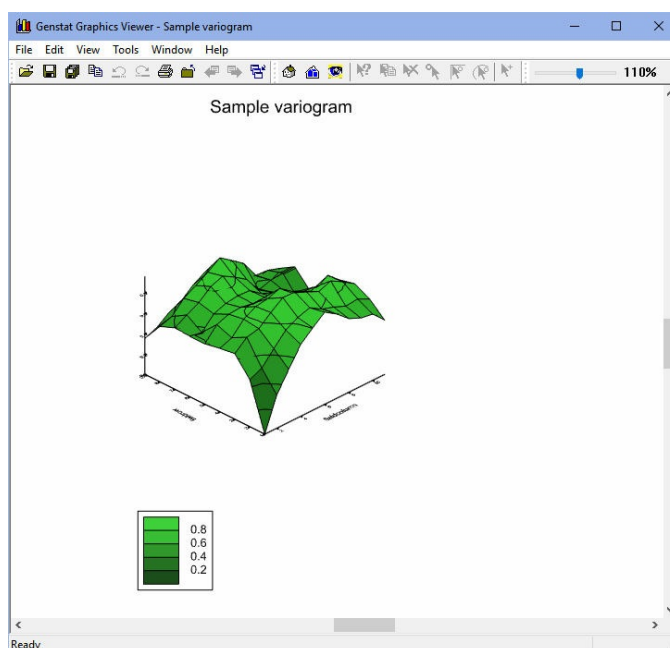 Genstat Graphics Viewer - Sample variogram
File Edit View Tools Window Help
110%
Sample variogram
0.8
0.6
0.4
0.2
Ready